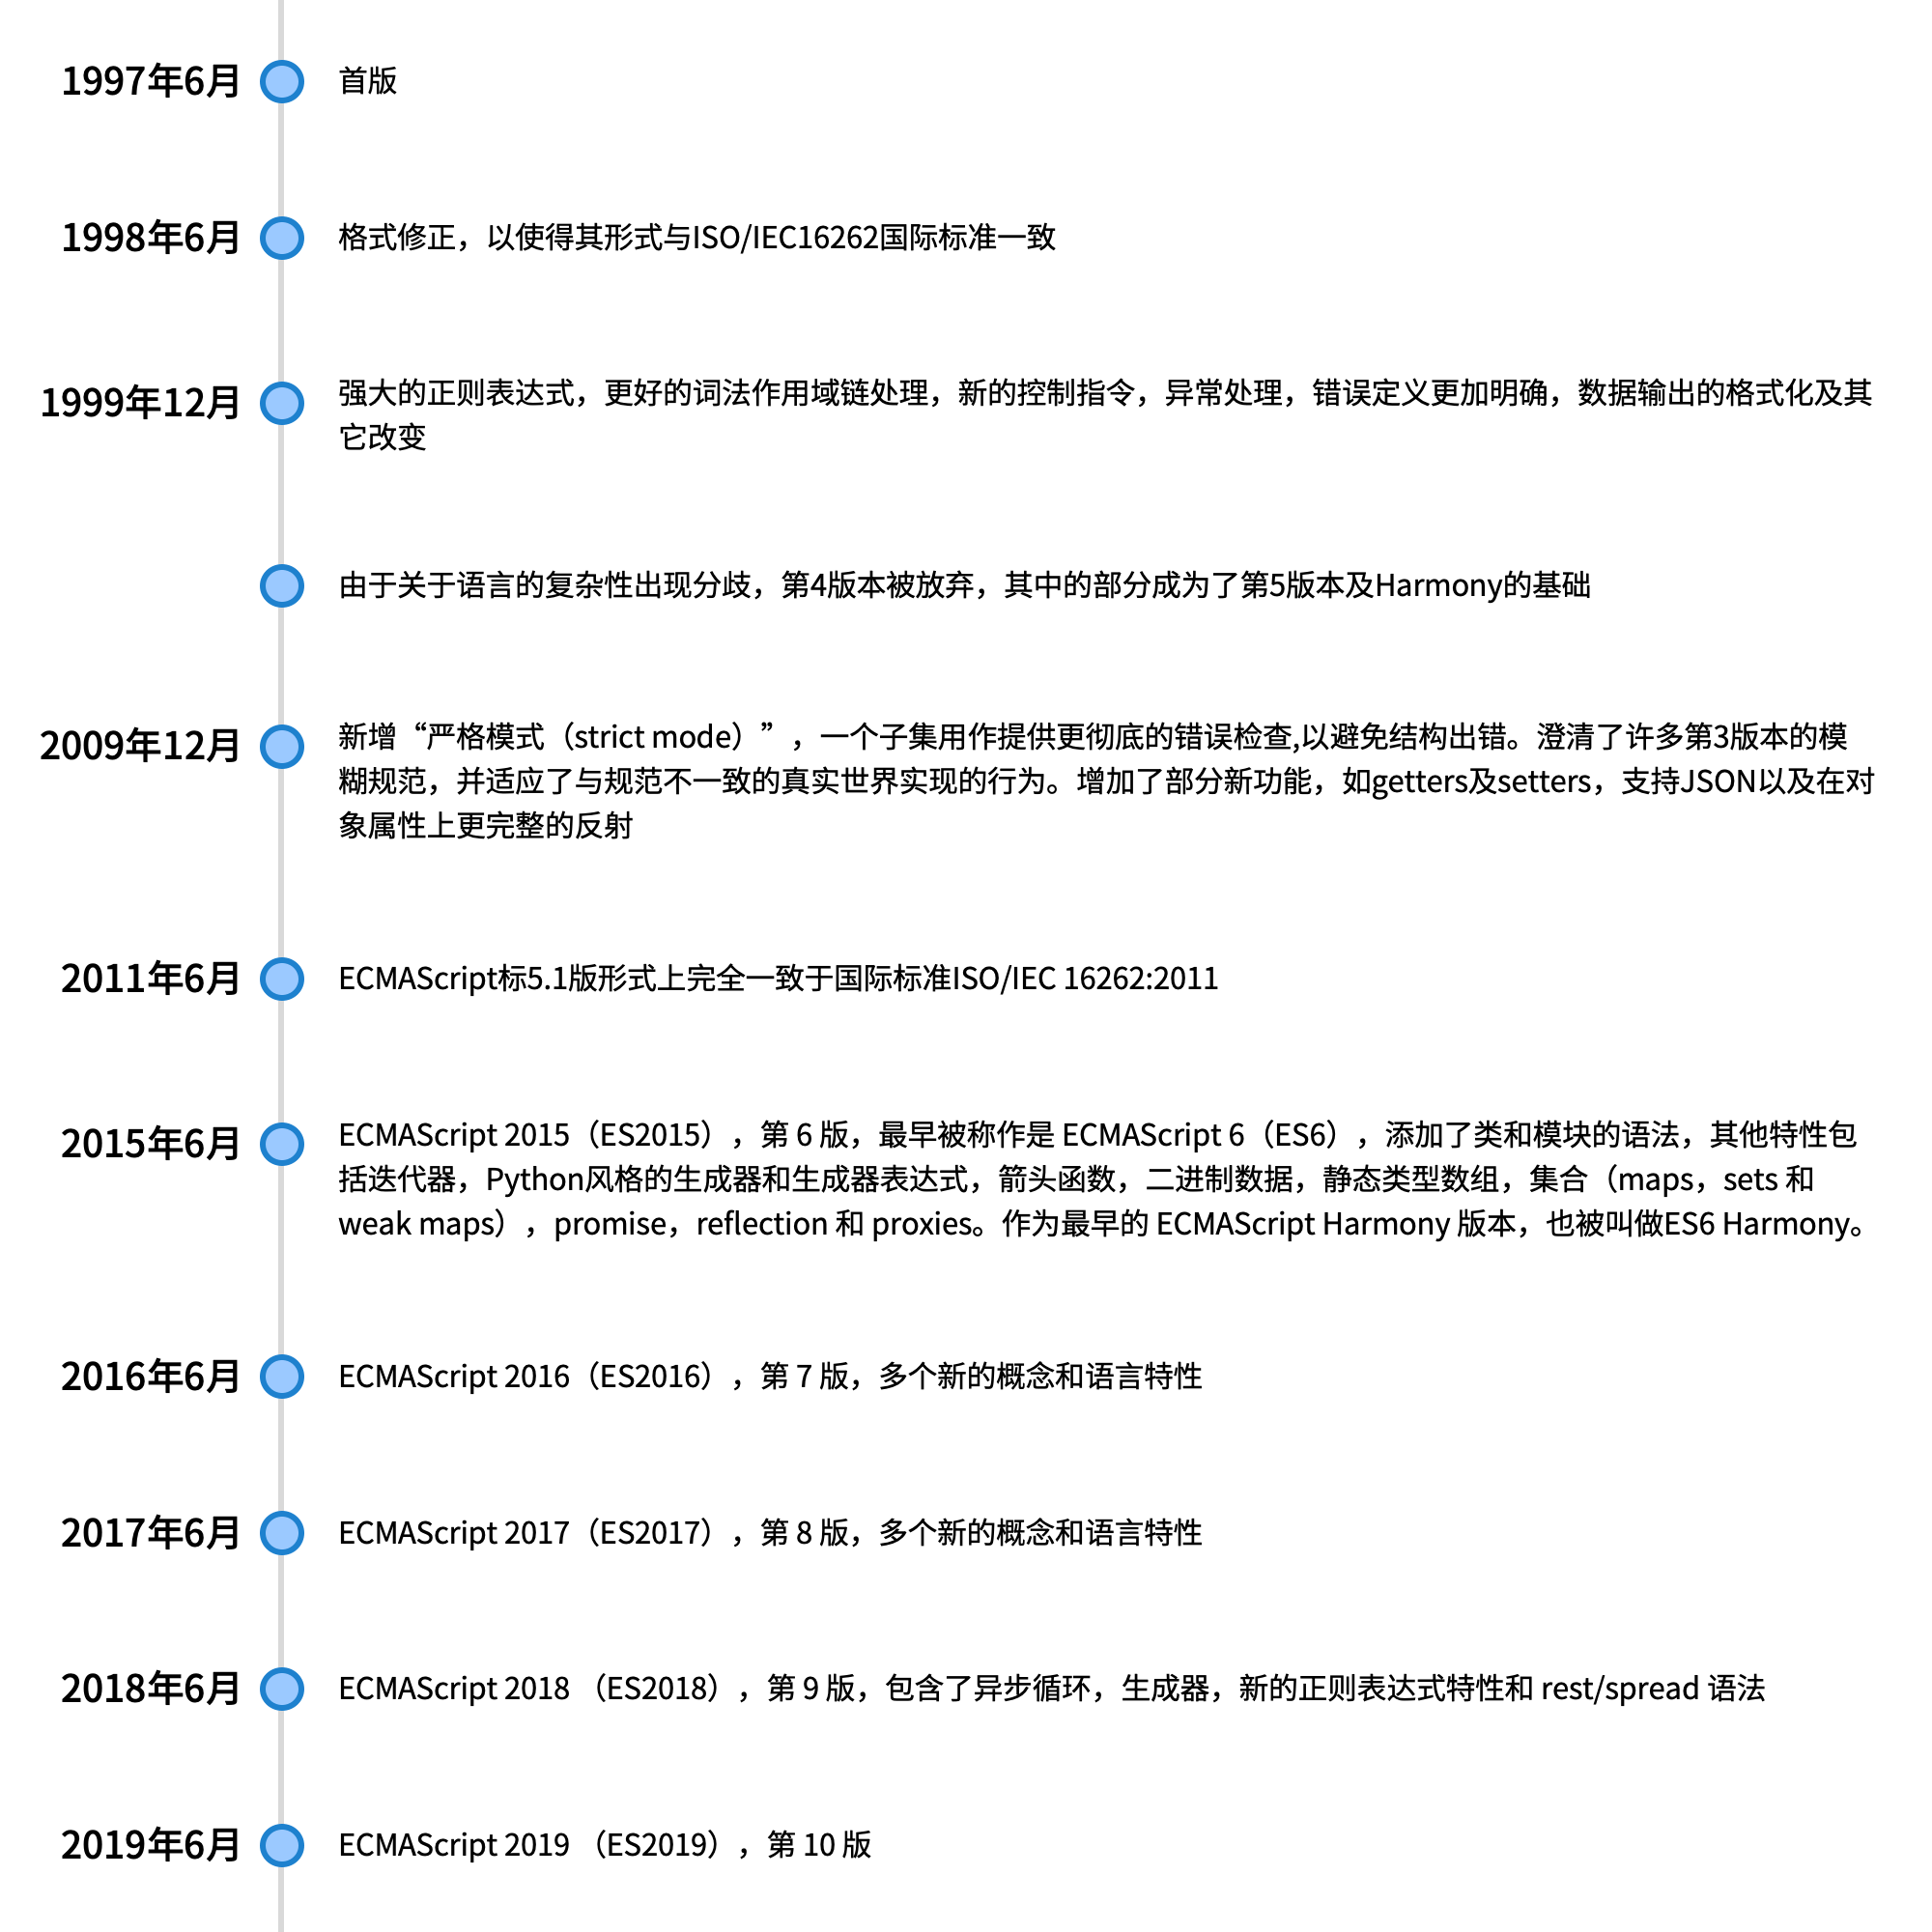 1997年6月
首版
1998年6月
格式修正，以使得其形式与ISO/IEC16262国际标准一致
1999年12月
强大的正则表达式，更好的词法作用域链处理，新的控制指令，异常处理，错误定义更加明确，数据输出的格式化及其
它改变
由于关于语言的复杂性出现分歧，第4版本被放弃，其中的部分成为了第5版本及Harmony的基础
2009年12月
新增“严格模式（strict mode）”，一个子集用作提供更彻底的错误检查,以避免结构出错。澄清了许多第3版本的模
糊规范，并适应了与规范不一致的真实世界实现的行为。增加了部分新功能，如getters及setters，支持JSON以及在对
象属性上更完整的反射
2011年6月
ECMAScript标5.1版形式上完全一致于国际标准ISO/IEC 16262:2011
2015年6月
ECMAScript 2015（ES2015），第 6 版，最早被称作是 ECMAScript 6（ES6），添加了类和模块的语法，其他特性包
括迭代器，Python风格的生成器和生成器表达式，箭头函数，二进制数据，静态类型数组，集合（maps，sets 和
weak maps），promise，reflection 和 proxies。作为最早的 ECMAScript Harmony 版本，也被叫做ES6 Harmony。
2016年6月
ECMAScript 2016（ES2016），第 7 版，多个新的概念和语言特性
2017年6月
ECMAScript 2017（ES2017），第 8 版，多个新的概念和语言特性
2018年6月
ECMAScript 2018 （ES2018），第 9 版，包含了异步循环，生成器，新的正则表达式特性和 rest/spread 语法
2019年6月
ECMAScript 2019 （ES2019），第 10 版